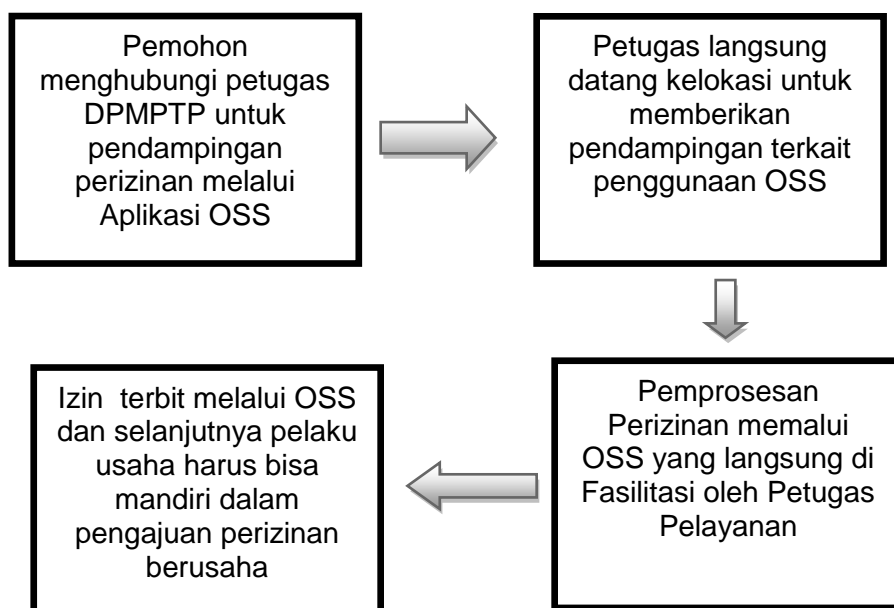 Pemohon
menghubungi petugas
DPMPTP untuk
pendampingan
perizinan melalui
Aplikasi OSS
Petugas langsung
datang kelokasi untuk
memberikan
pendampingan terkait
penggunaan OSS
Pemprosesan
Perizinan memalui
OSS yang langsung di
Fasilitasi oleh Petugas
Pelayanan
Izin  terbit melalui OSS
dan selanjutnya pelaku
usaha harus bisa
mandiri dalam
pengajuan perizinan
berusaha